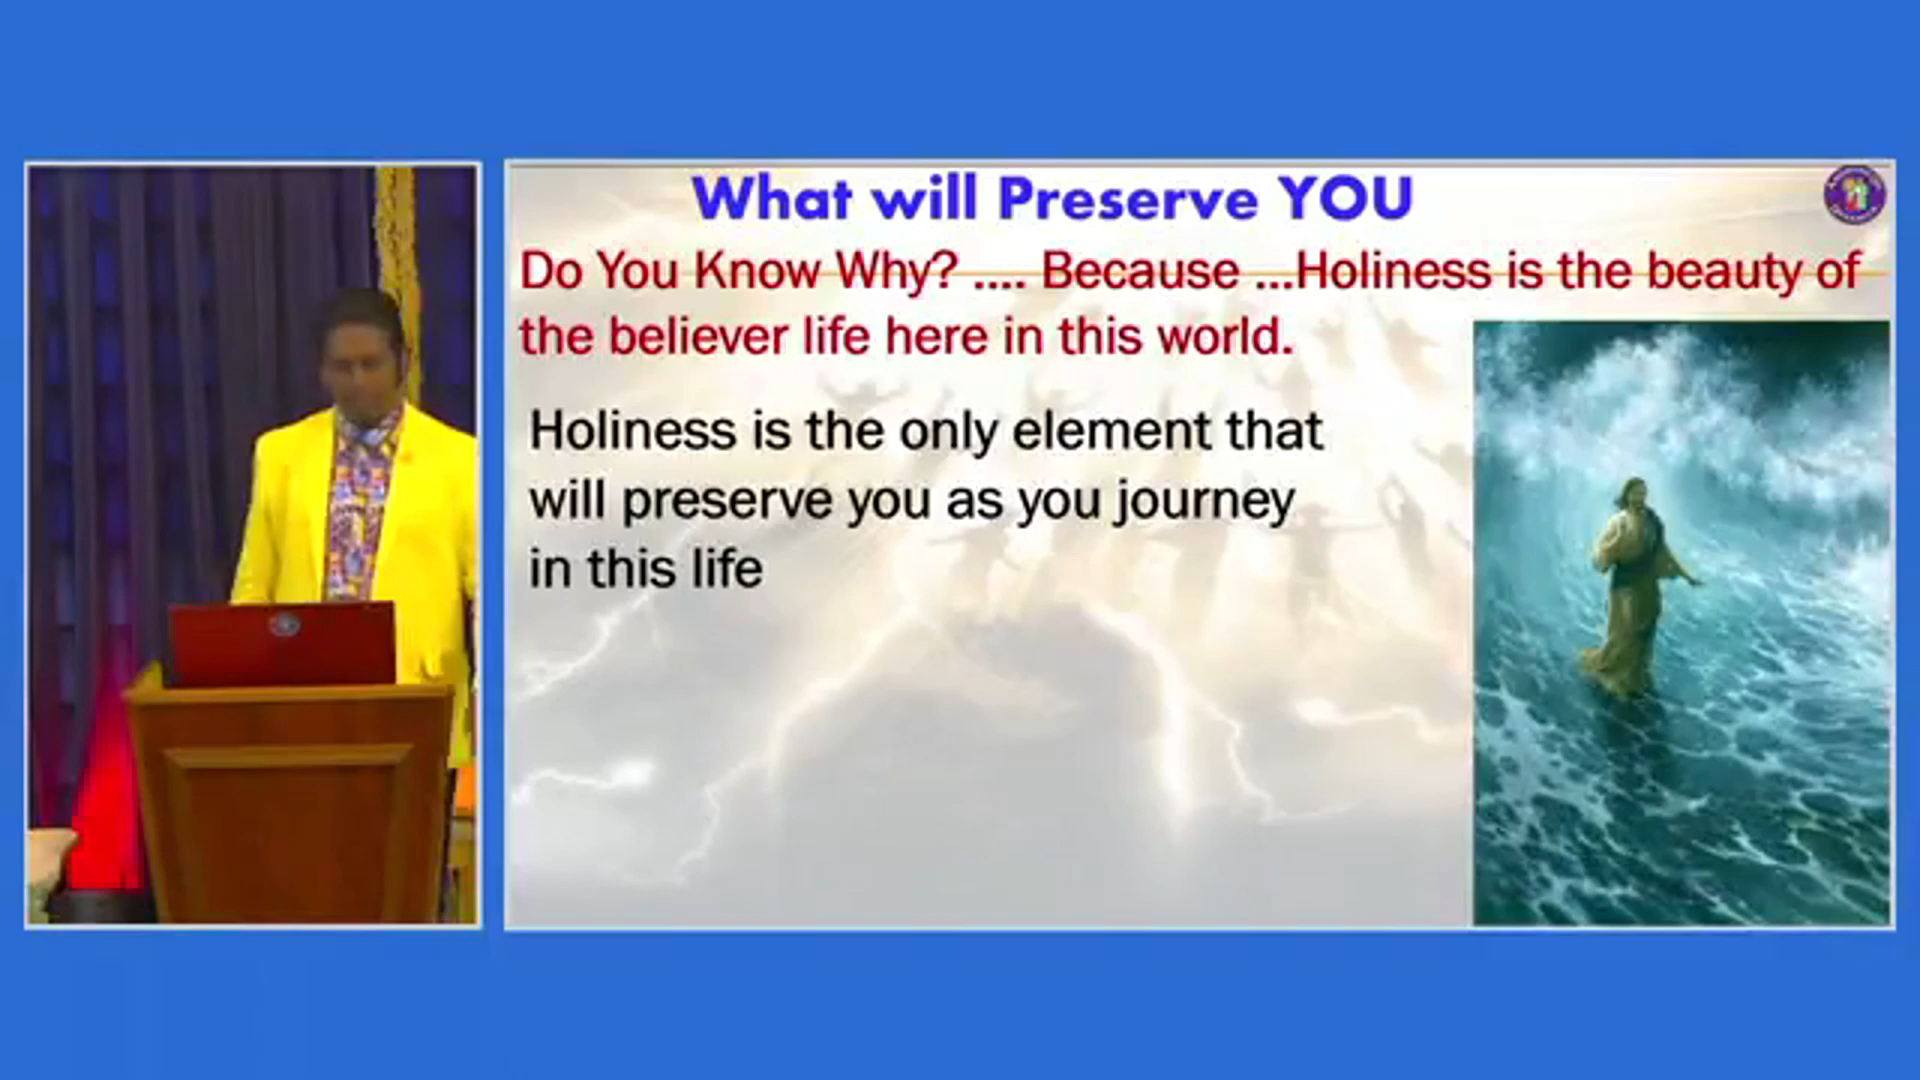 What will Preserve YOU
Do You Know Why? .... Because ...Holiness is the beauty of
the believer life here in this world.
Holiness is the only element that
will preserve you as you journey
in this life